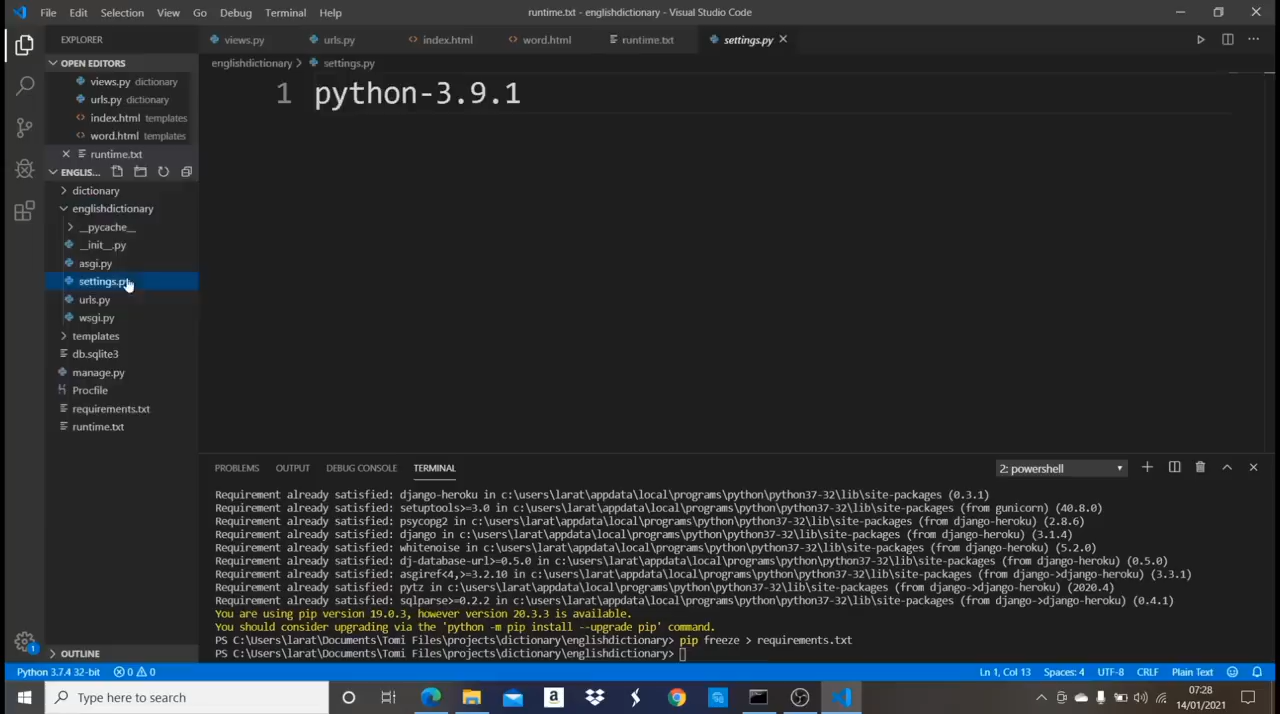 File Edit Selection View Go Debug Terminal Help
runtime.txt - englishdictionary - Visual Studio Code
EXPLORER
views.py
urls.py
index.html
word.html
runtime.txt
settings.py
OPEN EDITORS
englishdictionary > settings.py
views.py dictionary
urls.py dictionary
index.html templates
word.html templates
runtime.txt
1 python-3.9.1
ENGLIS...
dictionary
englishdictionary
__pycache__
__init__.py
asgi.py
settings.py
urls.py
wsgi.py
templates
db.sqlite3
manage.py
Procfile
requirements.txt
runtime.txt
OUTLINE
PROBLEMS OUTPUT DEBUG CONSOLE TERMINAL
2: powershell
Requirement already satisfied: django-heroku in c:\users\larat\appdata\local\programs\python\python37-32\lib\site-packages (0.3.1)
Requirement already satisfied: setuptools>=3.0 in c:\users\larat\appdata\local\programs\python\python37-32\lib\site-packages (from gunicorn) (40.8.0)
Requirement already satisfied: psycopg2 in c:\users\larat\appdata\local\programs\python\python37-32\lib\site-packages (from django-heroku) (2.8.6)
Requirement already satisfied: django in c:\users\larat\appdata\local\programs\python\python37-32\lib\site-packages (from django-heroku) (3.1.4)
Requirement already satisfied: whitenoise in c:\users\larat\appdata\local\programs\python\python37-32\lib\site-packages (from django-heroku) (5.2.0)
Requirement already satisfied: dj-database-url>=0.5.0 in c:\users\larat\appdata\local\programs\python\python37-32\lib\site-packages (from django-heroku) (0.5.0)
Requirement already satisfied: asgiref<4,>=3.2.10 in c:\users\larat\appdata\local\programs\python\python37-32\lib\site-packages (from django->django-heroku) (3.3.1)
Requirement already satisfied: pytz in c:\users\larat\appdata\local\programs\python\python37-32\lib\site-packages (from django->django-heroku) (2020.4)
Requirement already satisfied: sqlparse>=0.2.2 in c:\users\larat\appdata\local\programs\python\python37-32\lib\site-packages (from django->django-heroku) (0.4.1)
You are using pip version 19.0.3, however version 20.3.3 is available.
You should consider upgrading via the 'python -m pip install --upgrade pip' command.
PS C:\Users\larat\Documents\Tomi Files\projects\dictionary\englishdictionary> pip freeze > requirements.txt
PS C:\Users\larat\Documents\Tomi Files\projects\dictionary\englishdictionary>
Python 3.7.4 32-bit 0 0 Ln 1, Col 13 Spaces: 4 UTF-8 CRLF Plain Text
1
Type here to search
07:28
14/01/2021